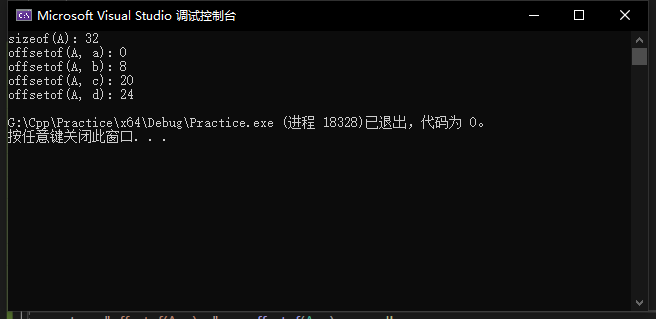 Microsoft Visual Studio 调试控制台
sizeof(A): 32
offsetof(A, a): 0
offsetof(A, b): 8
offsetof(A, c): 20
offsetof(A, d): 24
G:\Cpp\Practice\x64\Debug\Practice.exe (进程 18328)已退出，代码为 0。
按任意键关闭此窗口. . .